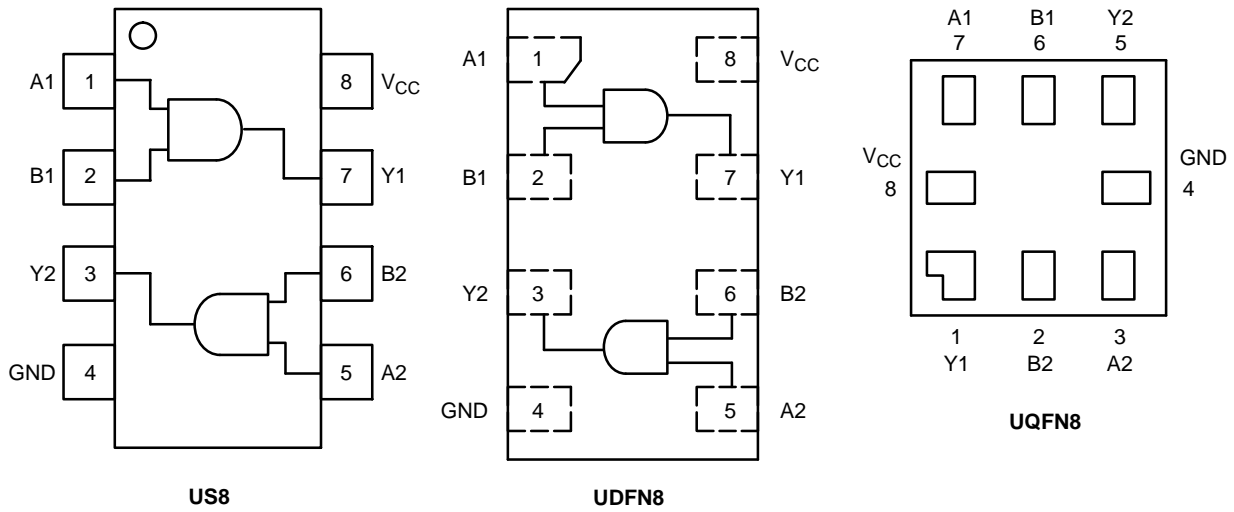 A1 1 8 VCC
B1 2 7 Y1
Y2 3 6 B2
GND 4 5 A2
US8
A1 1 8 VCC
B1 2 7 Y1
Y2 3 6 B2
GND 4 5 A2
UDFN8
A1 B1 Y2
7 6 5
VCC GND
8 4
1 2 3
Y1 B2 A2
UQFN8